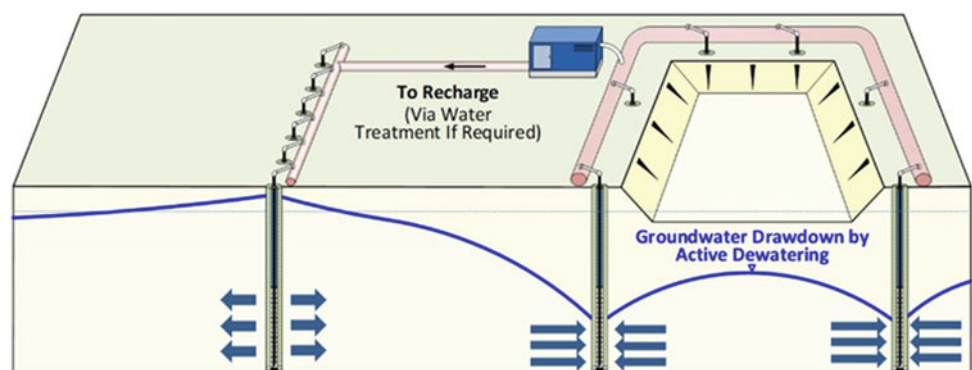 To Recharge
(Via Water
Treatment If Required)
Groundwater Drawdown by
Active Dewatering